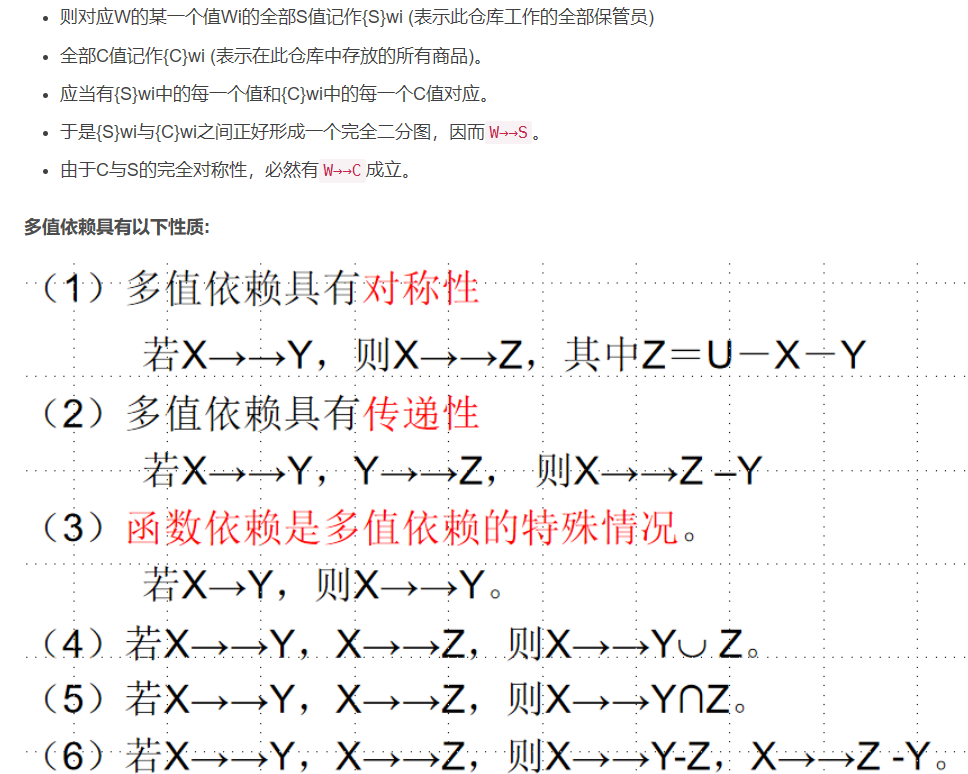 则对应W的某一个值Wi的全部S值记作{S}wi (表示此仓库工作的全部保管员)
全部C值记作{C}wi (表示在此仓库中存放的所有商品)。
应当有{S}wi中的每一个值和{C}wi中的每一个C值对应。
于是{S}wi与{C}wi之间正好形成一个完全二分图，因而 W→→S 。
由于C与S的完全对称性，必然有 W→→C 成立。
多值依赖具有以下性质:
（1）多值依赖具有对称性
若X→→Y，则X→→Z，其中Z＝U－X－Y
（2）多值依赖具有传递性
若X→→Y，Y→→Z， 则X→→Z –Y
（3）函数依赖是多值依赖的特殊情况。
若X→Y，则X→→Y。
（4）若X→→Y，X→→Z，则X→→Y∪ Z。
（5）若X→→Y，X→→Z，则X→→Y∩Z。
（6）若X→→Y，X→→Z，则X→→Y-Z，X→→Z -Y。